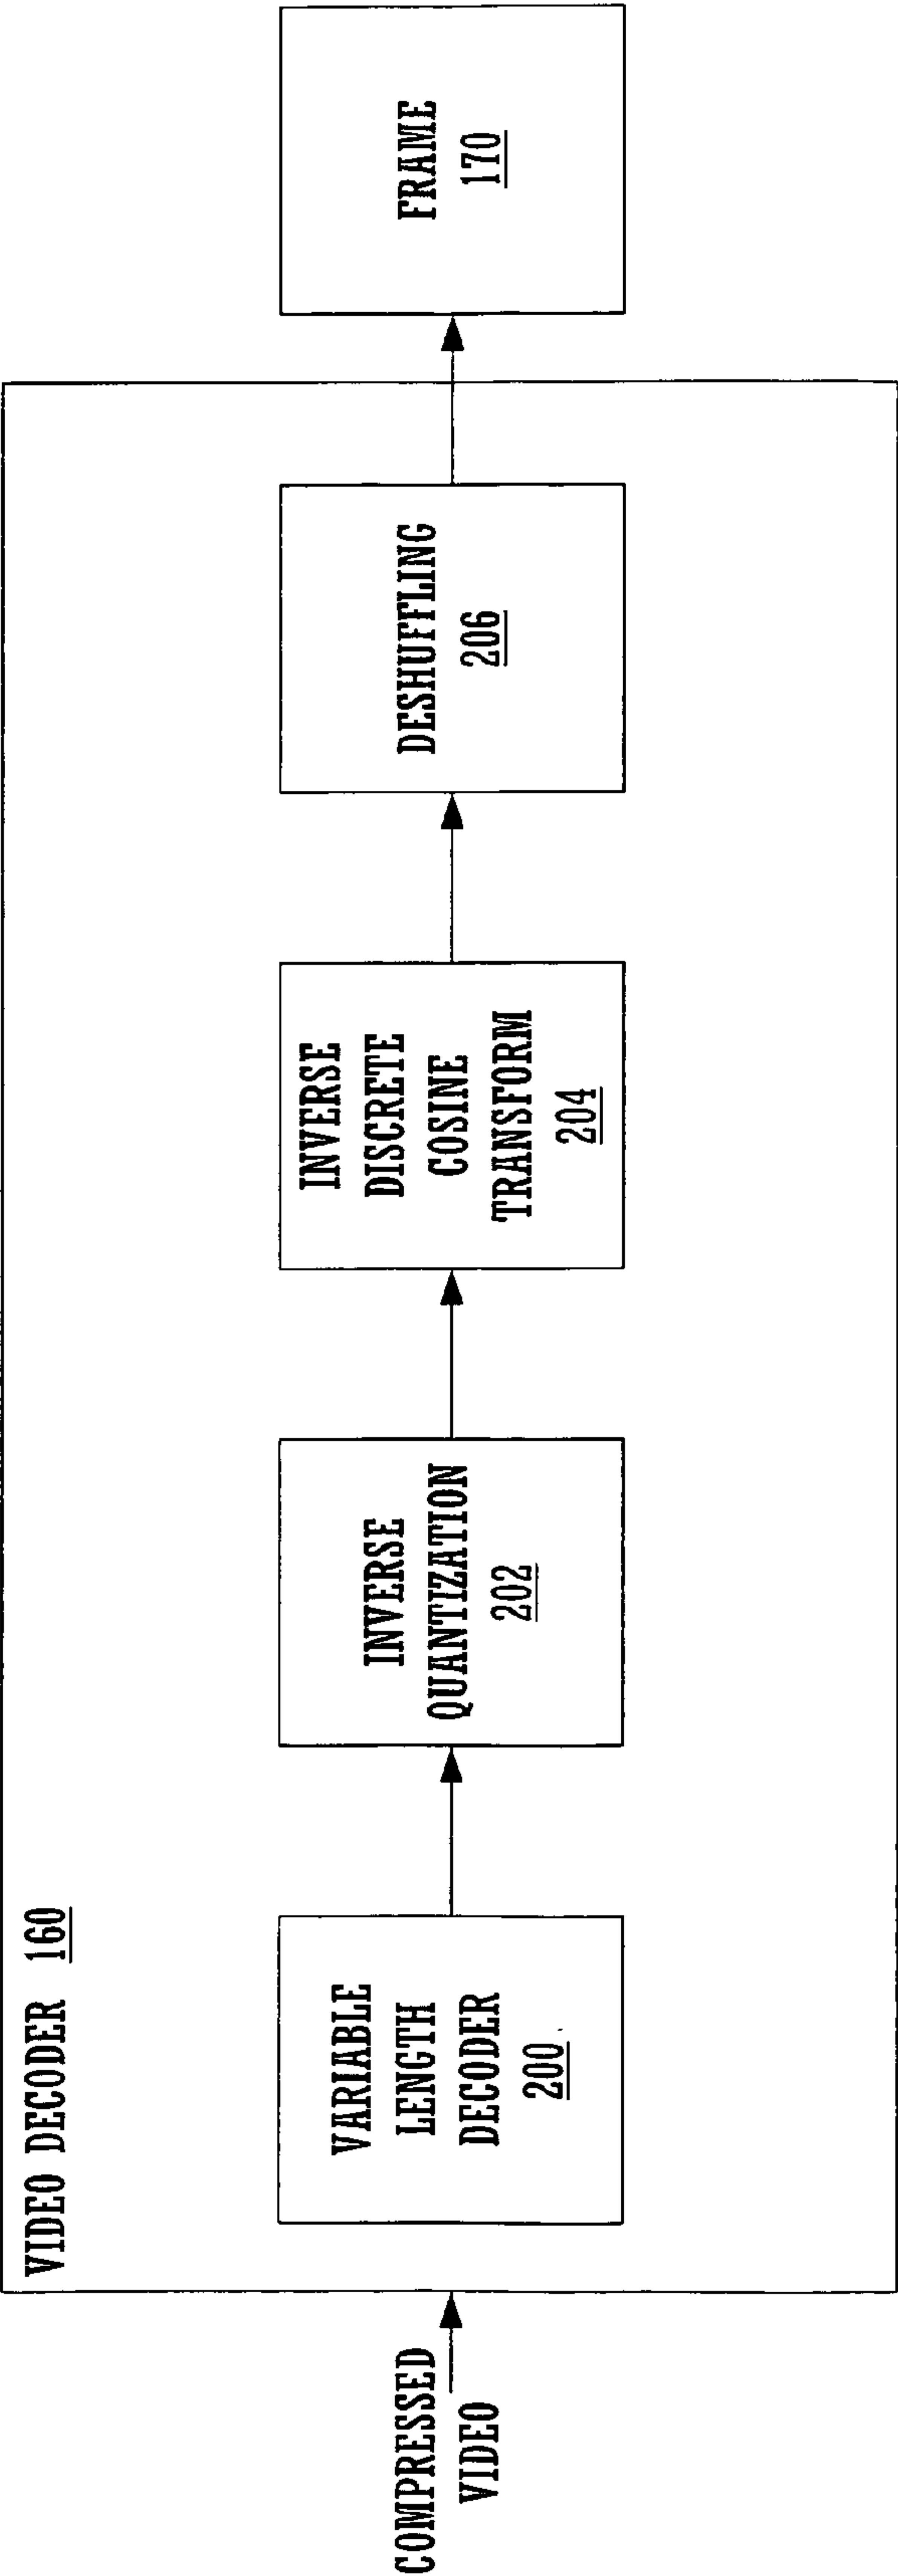 VIDEO DECODER 160
COMPRESSED
VIDEO
VARIABLE
LENGTH
DECODER
200
INVERSE
QUANTIZATION
202
INVERSE
DISCRETE
COSINE
TRANSFORM
204
DESHUFFLING
206
FRAME
170